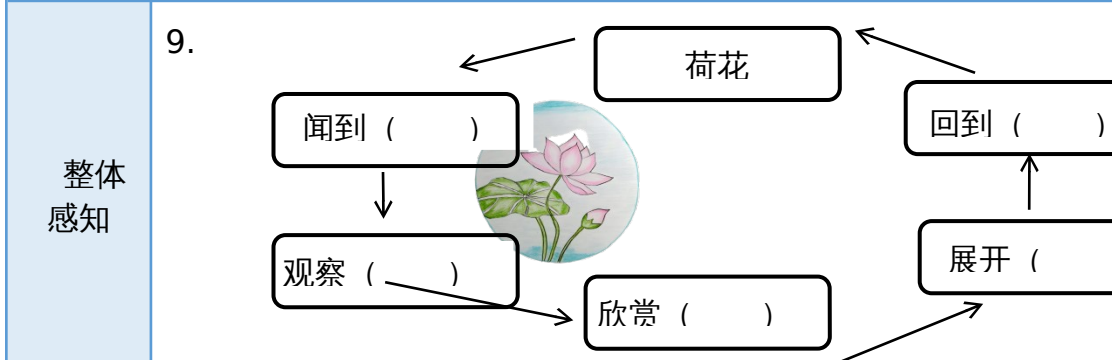 整体
感知
9.
荷花
闻到（ ）
观察（ ）
欣赏（ ）
展开（
回到（ ）